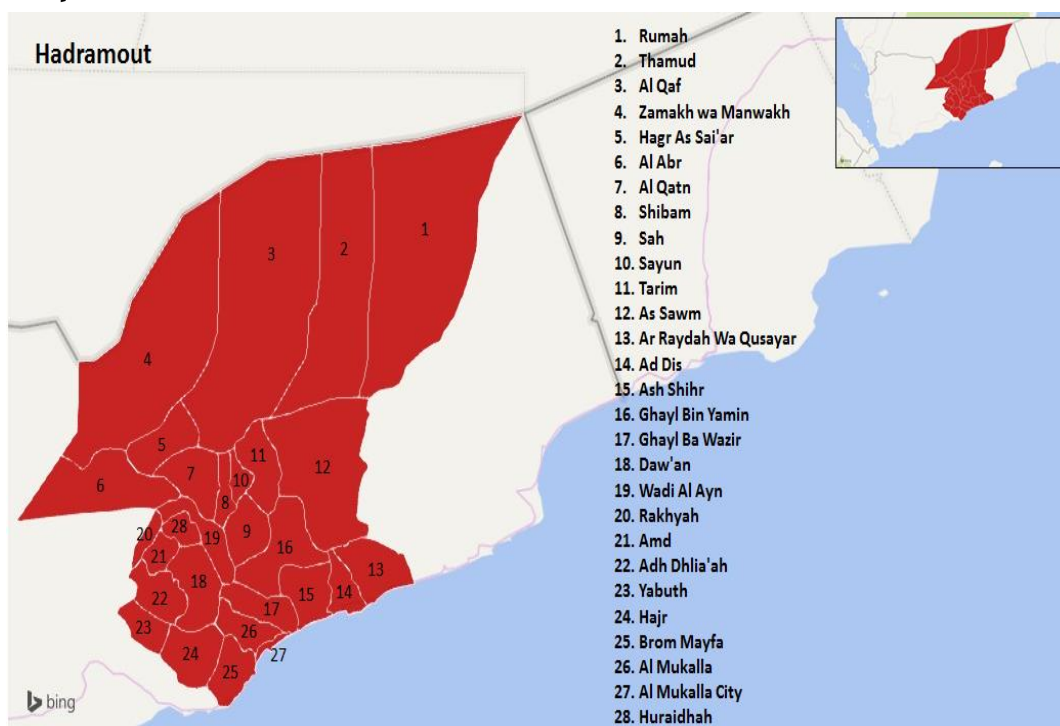 Hadramout
1. Rumah
2. Thamud
3. Al Qaf
4. Zamakh wa Manwakh
5. Hagr As Sai'ar
6. Al Abr
7. Al Qatn
8. Shibam
9. Sah
10. Sayun
11. Tarim
12. As Sawm
13. Ar Raydah Wa Qusayar
14. Ad Dis
15. Ash Shihr
16. Ghayl Bin Yamin
17. Ghayl Ba Wazir
18. Daw'an
19. Wadi Al Ayn
20. Rakhyah
21. Amd
22. Adh Dhlia'ah
23. Yabuth
24. Hajr
25. Brom Mayfa
26. Al Mukalla
27. Al Mukalla City
28. Huraidhah
1
2
3
4
5
11
12
6
7
10
8
20
28
19
9
16
21
18
22
15
14
13
17
23
26
24
25
27
bing